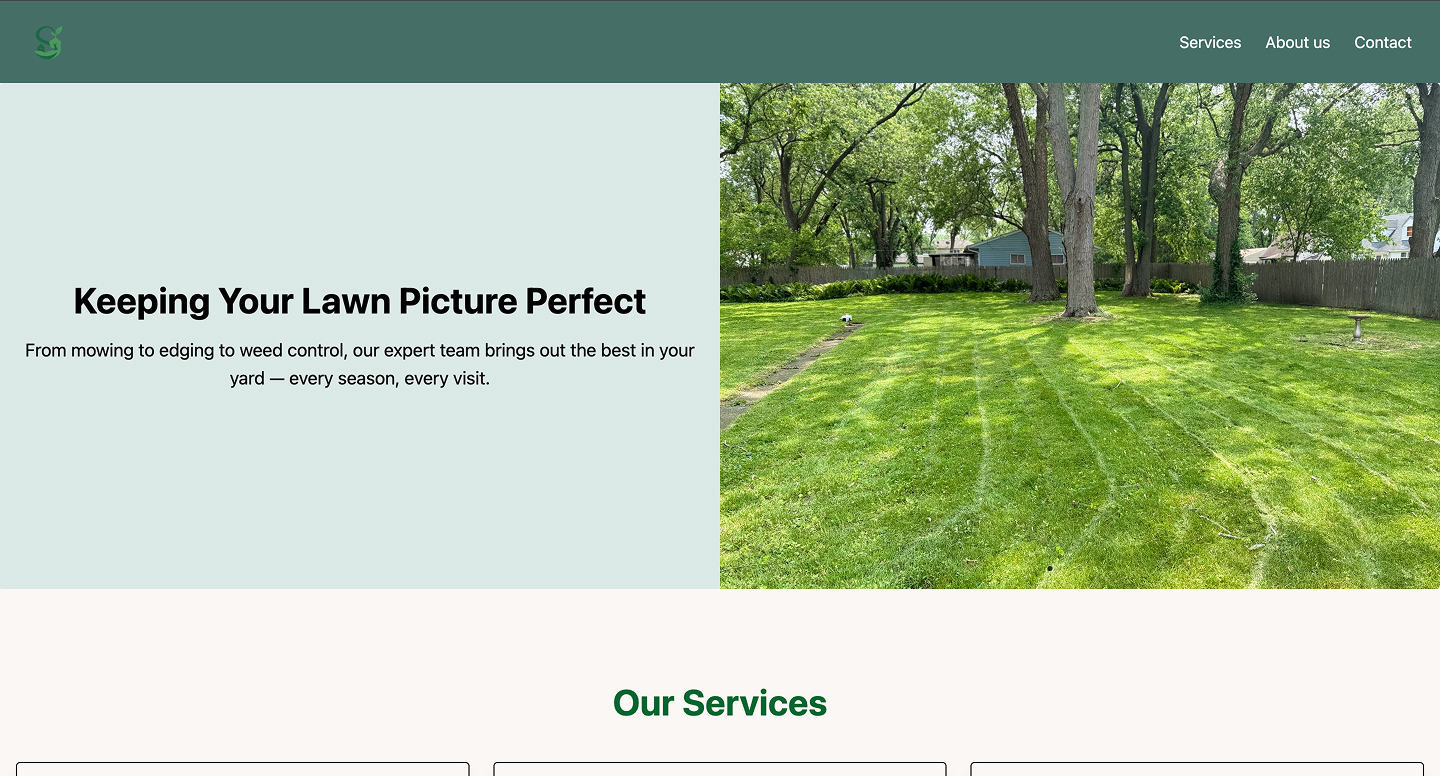 Services
About us
Contact
Keeping Your Lawn Picture Perfect
From mowing to edging to weed control, our expert team brings out the best in your
yard — every season, every visit.
Our Services